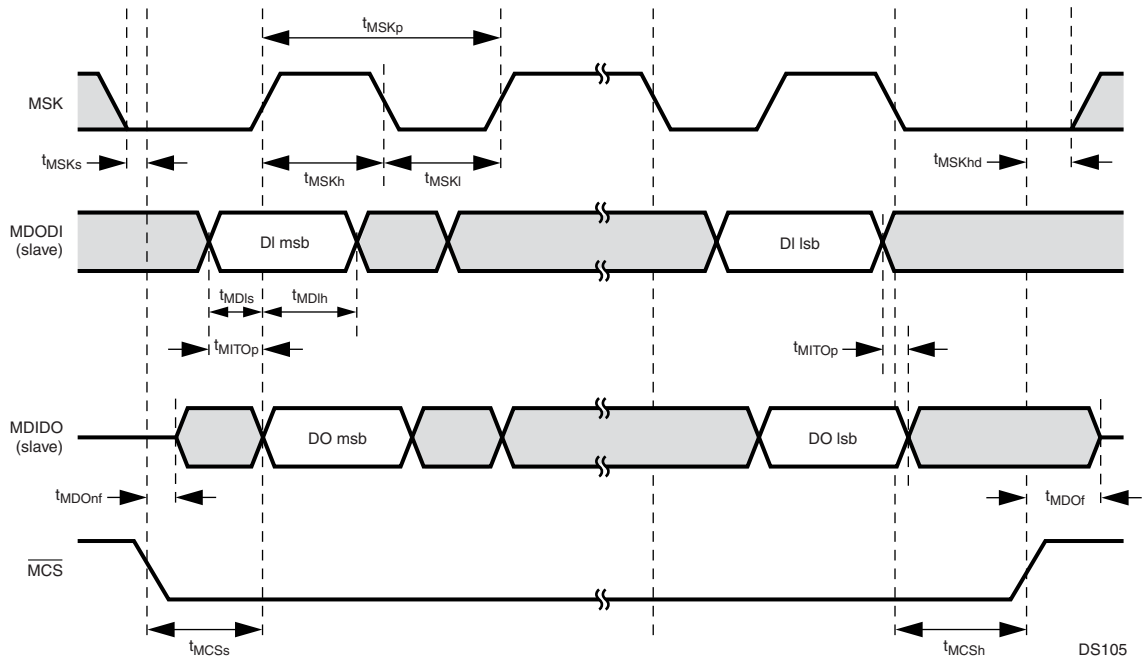 tMSKp
MSK
tMSKs
tMSKh
tMSKl
tMSKhd
MDODI
(slave)
DI msb
DI lsb
tMDIs
tMDIh
tMITOp
tMITOp
MDIDO
(slave)
DO msb
DO lsb
tMDOnf
tMDOf
MCS
tMCSs
tMCSh
DS105